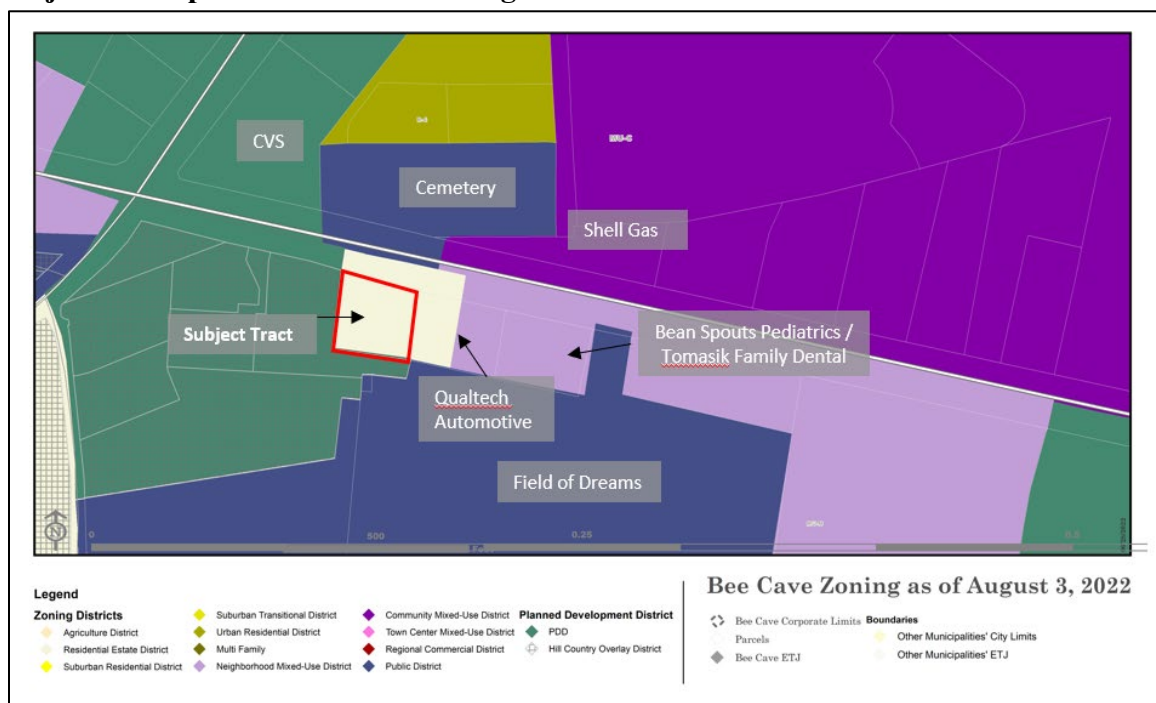 CVS
Cemetery
MU-C
Shell Gas
Subject Tract
Bean Spouts Pediatrics /
Tomasik Family Dental
Qualtech
Automotive
Field of Dreams
N
0 500 0.25 0.5
Legend
Zoning Districts
Agriculture District
Residential Estate District
Suburban Residential District
Suburban Transitional District
Urban Residential District
Multi Family
Neighborhood Mixed-Use District
Community Mixed-Use District
Town Center Mixed-Use District
Regional Commercial District
Public District
Planned Development District
PDD
Hill Country Overlay District
Bee Cave Zoning as of August 3, 2022
Bee Cave Corporate Limits
Parcels
Bee Cave ETJ
Boundaries
Other Municipalities' City Limits
Other Municipalities' ETJ